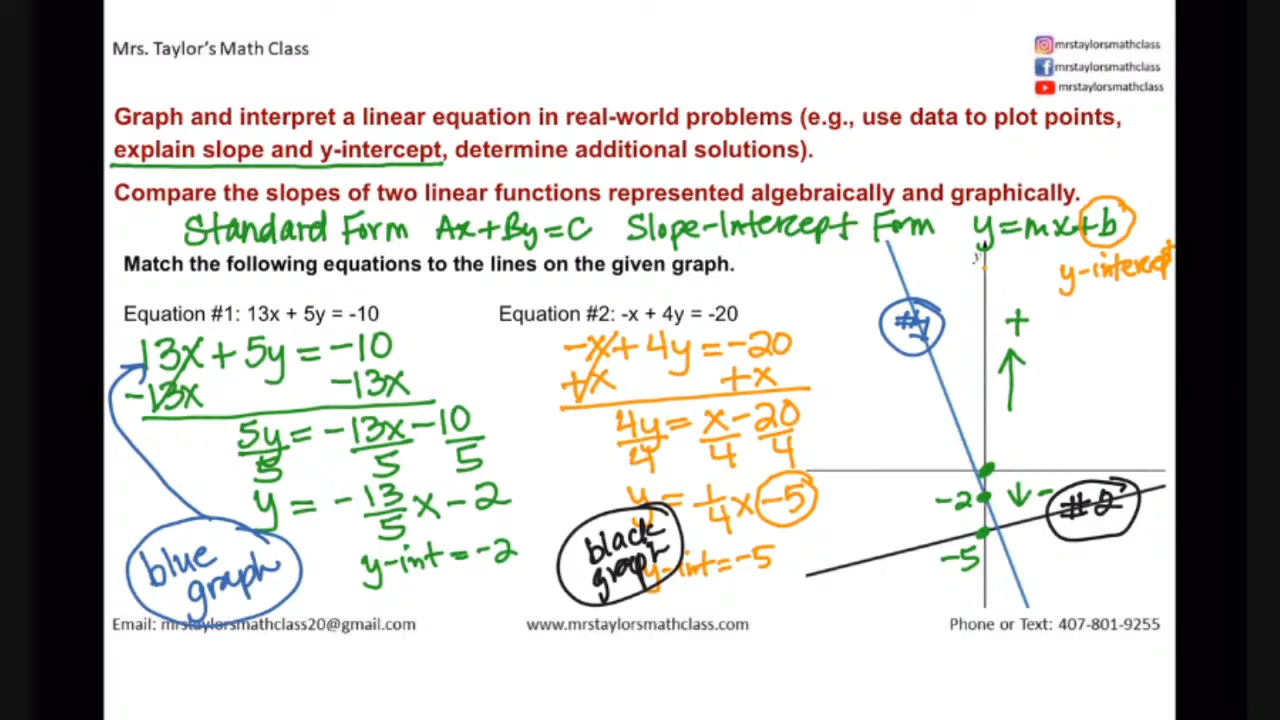 Mrs. Taylor's Math Class
mrstaylorsmathclass
mrstaylorsmathclass
mrstaylorsmathclass
Graph and interpret a linear equation in real-world problems (e.g., use data to plot points,
explain slope and y-intercept, determine additional solutions).
Compare the slopes of two linear functions represented algebraically and graphically.
Standard Form Ax+By=C Slope-Intercept Form y=mx+b
y-intercept
Match the following equations to the lines on the given graph.
Equation #1: 13x + 5y = -10
13x+5y=-10
-13x -13x
5y=-13x-10
5 5 5
y=-13/5x-2
y-int=-2
blue
graph
Equation #2: -x + 4y = -20
-x+4y=-20
+x +x
4y=x-20
4 4 4
y=1/4x-5
y-int=-5
black
graph
+
-2
-
#2
-5
Email: mrstaylorsmathclass20@gmail.com
www.mrstaylorsmathclass.com
Phone or Text: 407-801-9255